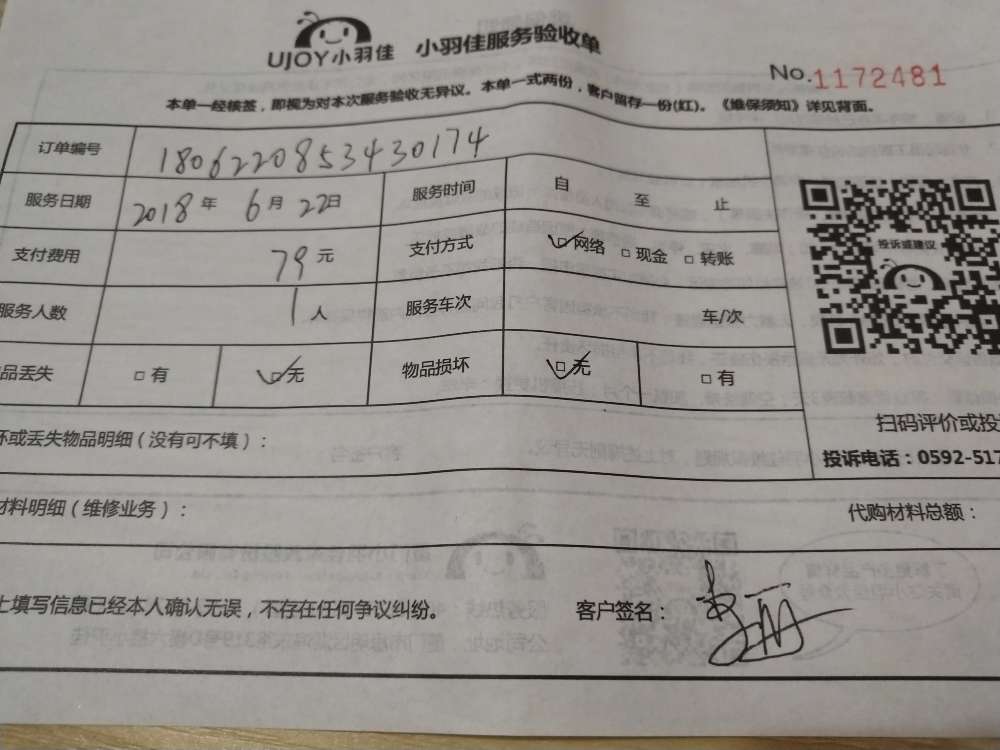 UJOY小羽佳 小羽佳服务验收单
No.1172481
本单一经核签，即视为对本次服务验收无异议。本单一式两份，客户留存一份(红)。《维保须知》详见背面。
订单编号 1806220853430174
服务日期 2018年 6月 22日 服务时间 自 至 止
支付费用 79元 支付方式 网络 现金 转账
服务人数 1人 服务车次 车/次
品丢失 有 无 物品损坏 无 有
投诉或建议
扫码评价或投
坏或丢失物品明细（没有可不填）：
投诉电话：0592-517
材料明细（维修业务）： 代购材料总额：
填写信息已经本人确认无误，不存在任何争议纠纷。 客户签名：